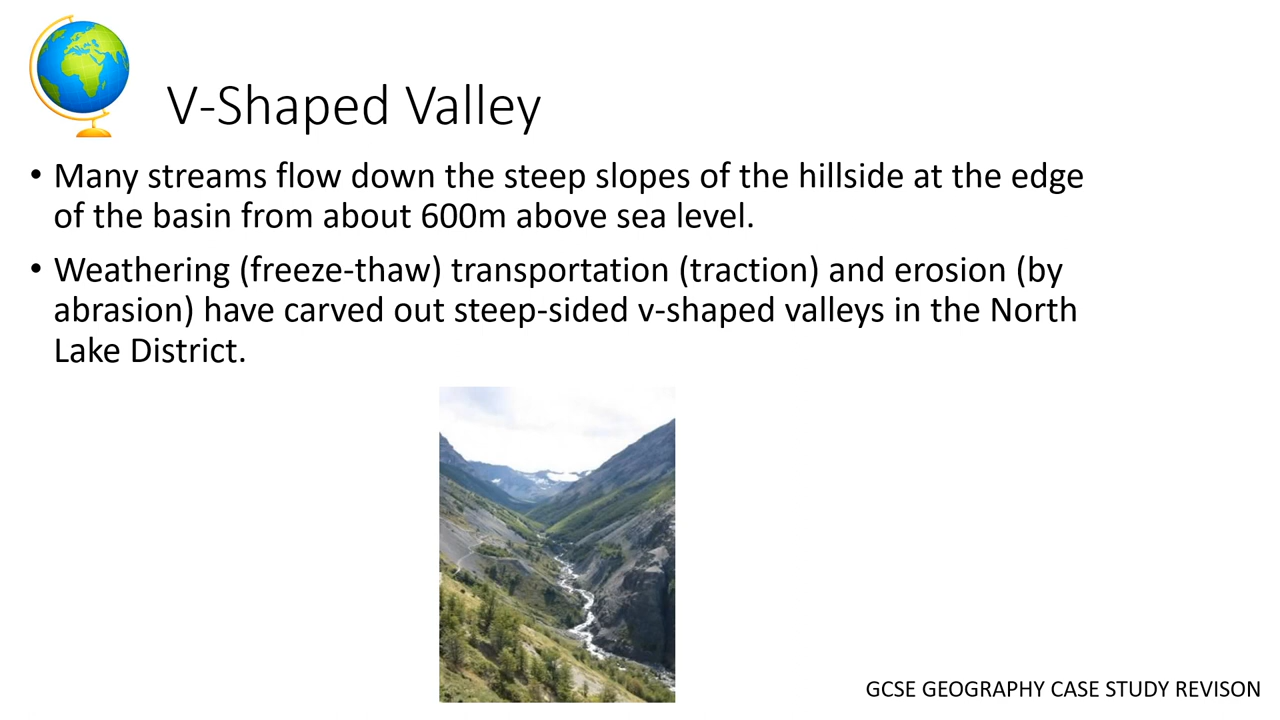 V-Shaped Valley
• Many streams flow down the steep slopes of the hillside at the edge
of the basin from about 600m above sea level.
• Weathering (freeze-thaw) transportation (traction) and erosion (by
abrasion) have carved out steep-sided v-shaped valleys in the North
Lake District.
GCSE GEOGRAPHY CASE STUDY REVISON